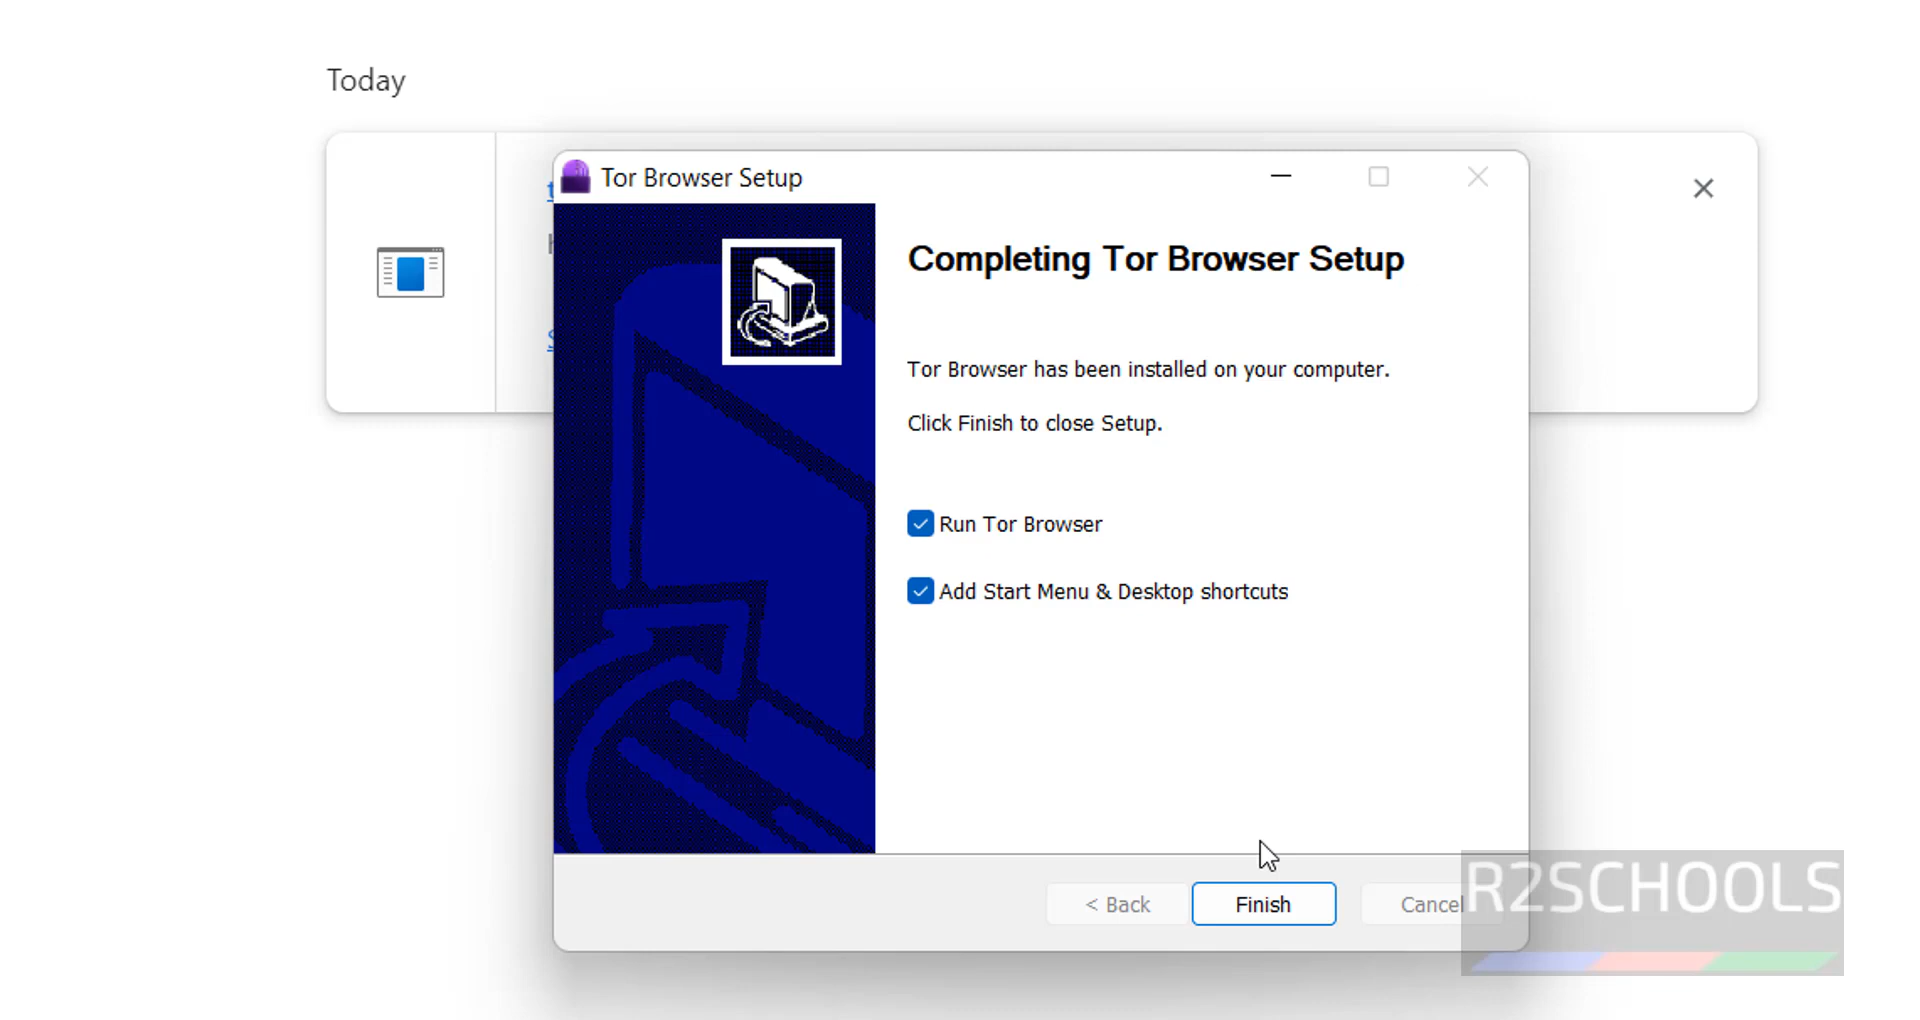 Today
Tor Browser Setup
Completing Tor Browser Setup
Tor Browser has been installed on your computer.
Click Finish to close Setup.
Run Tor Browser
Add Start Menu & Desktop shortcuts
< Back
Finish
Cancel
R2SCHOOLS